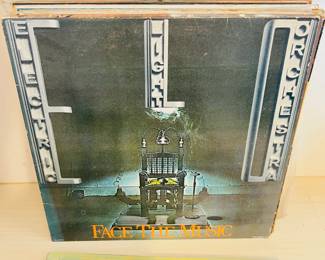 ELECTRIC
LIGHT
ORCHESTRA
FACE THE MUSIC